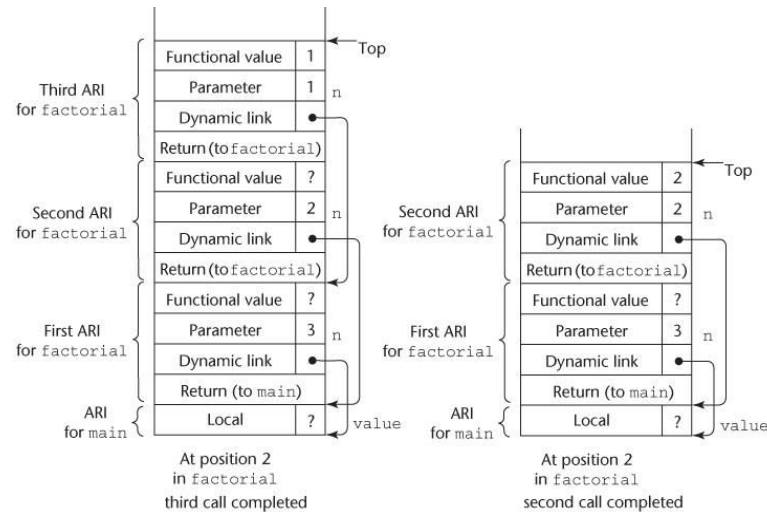 Top
Functional value 1
Third ARI
for factorial
Parameter 1 n
Dynamic link
Return (to factorial)
Functional value ?
Second ARI
for factorial
Parameter 2 n
Dynamic link
Return (to factorial)
Functional value ?
First ARI
for factorial
Parameter 3 n
Dynamic link
Return (to main)
ARI
for main
Local ? value
At position 2
in factorial
third call completed
Top
Functional value 2
Second ARI
for factorial
Parameter 2 n
Dynamic link
Return (to factorial)
Functional value ?
First ARI
for factorial
Parameter 3 n
Dynamic link
Return (to main)
ARI
for main
Local ?
At position 2
in factorial
second call completed